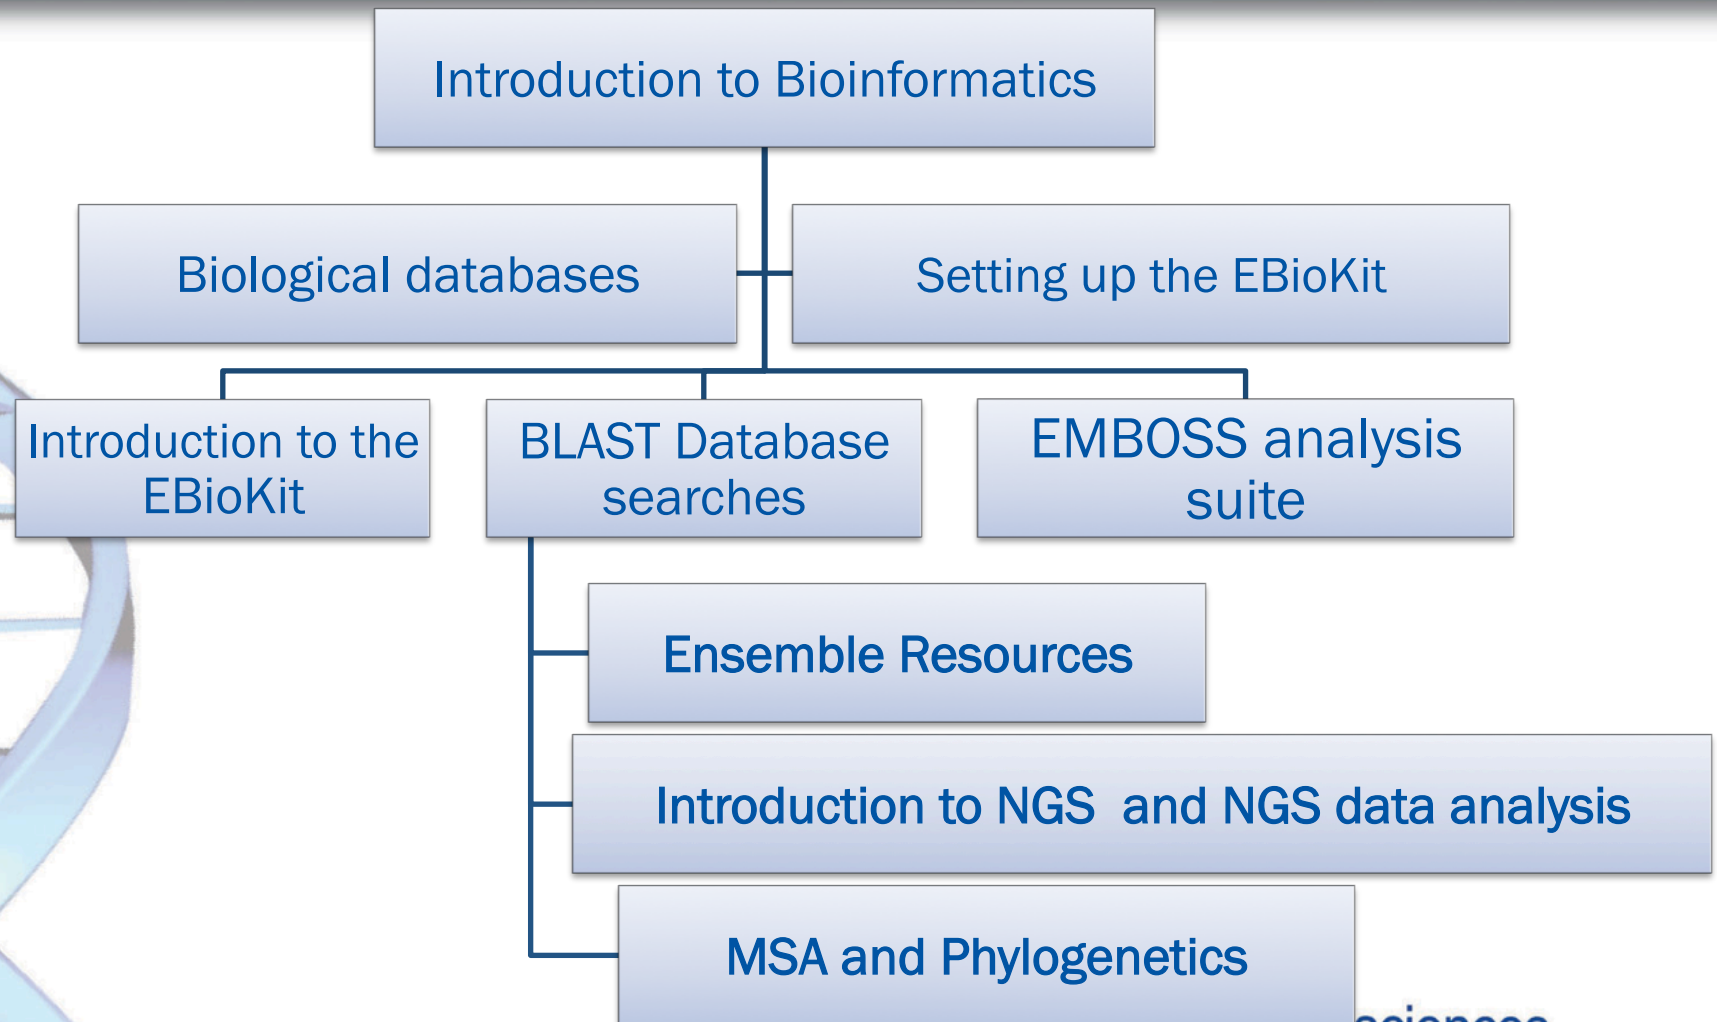 Introduction to Bioinformatics
Biological databases
Setting up the EBioKit
Introduction to the
EBioKit
BLAST Database
searches
EMBOSS analysis
suite
Ensemble Resources
Introduction to NGS  and NGS data analysis
MSA and Phylogenetics
sciences